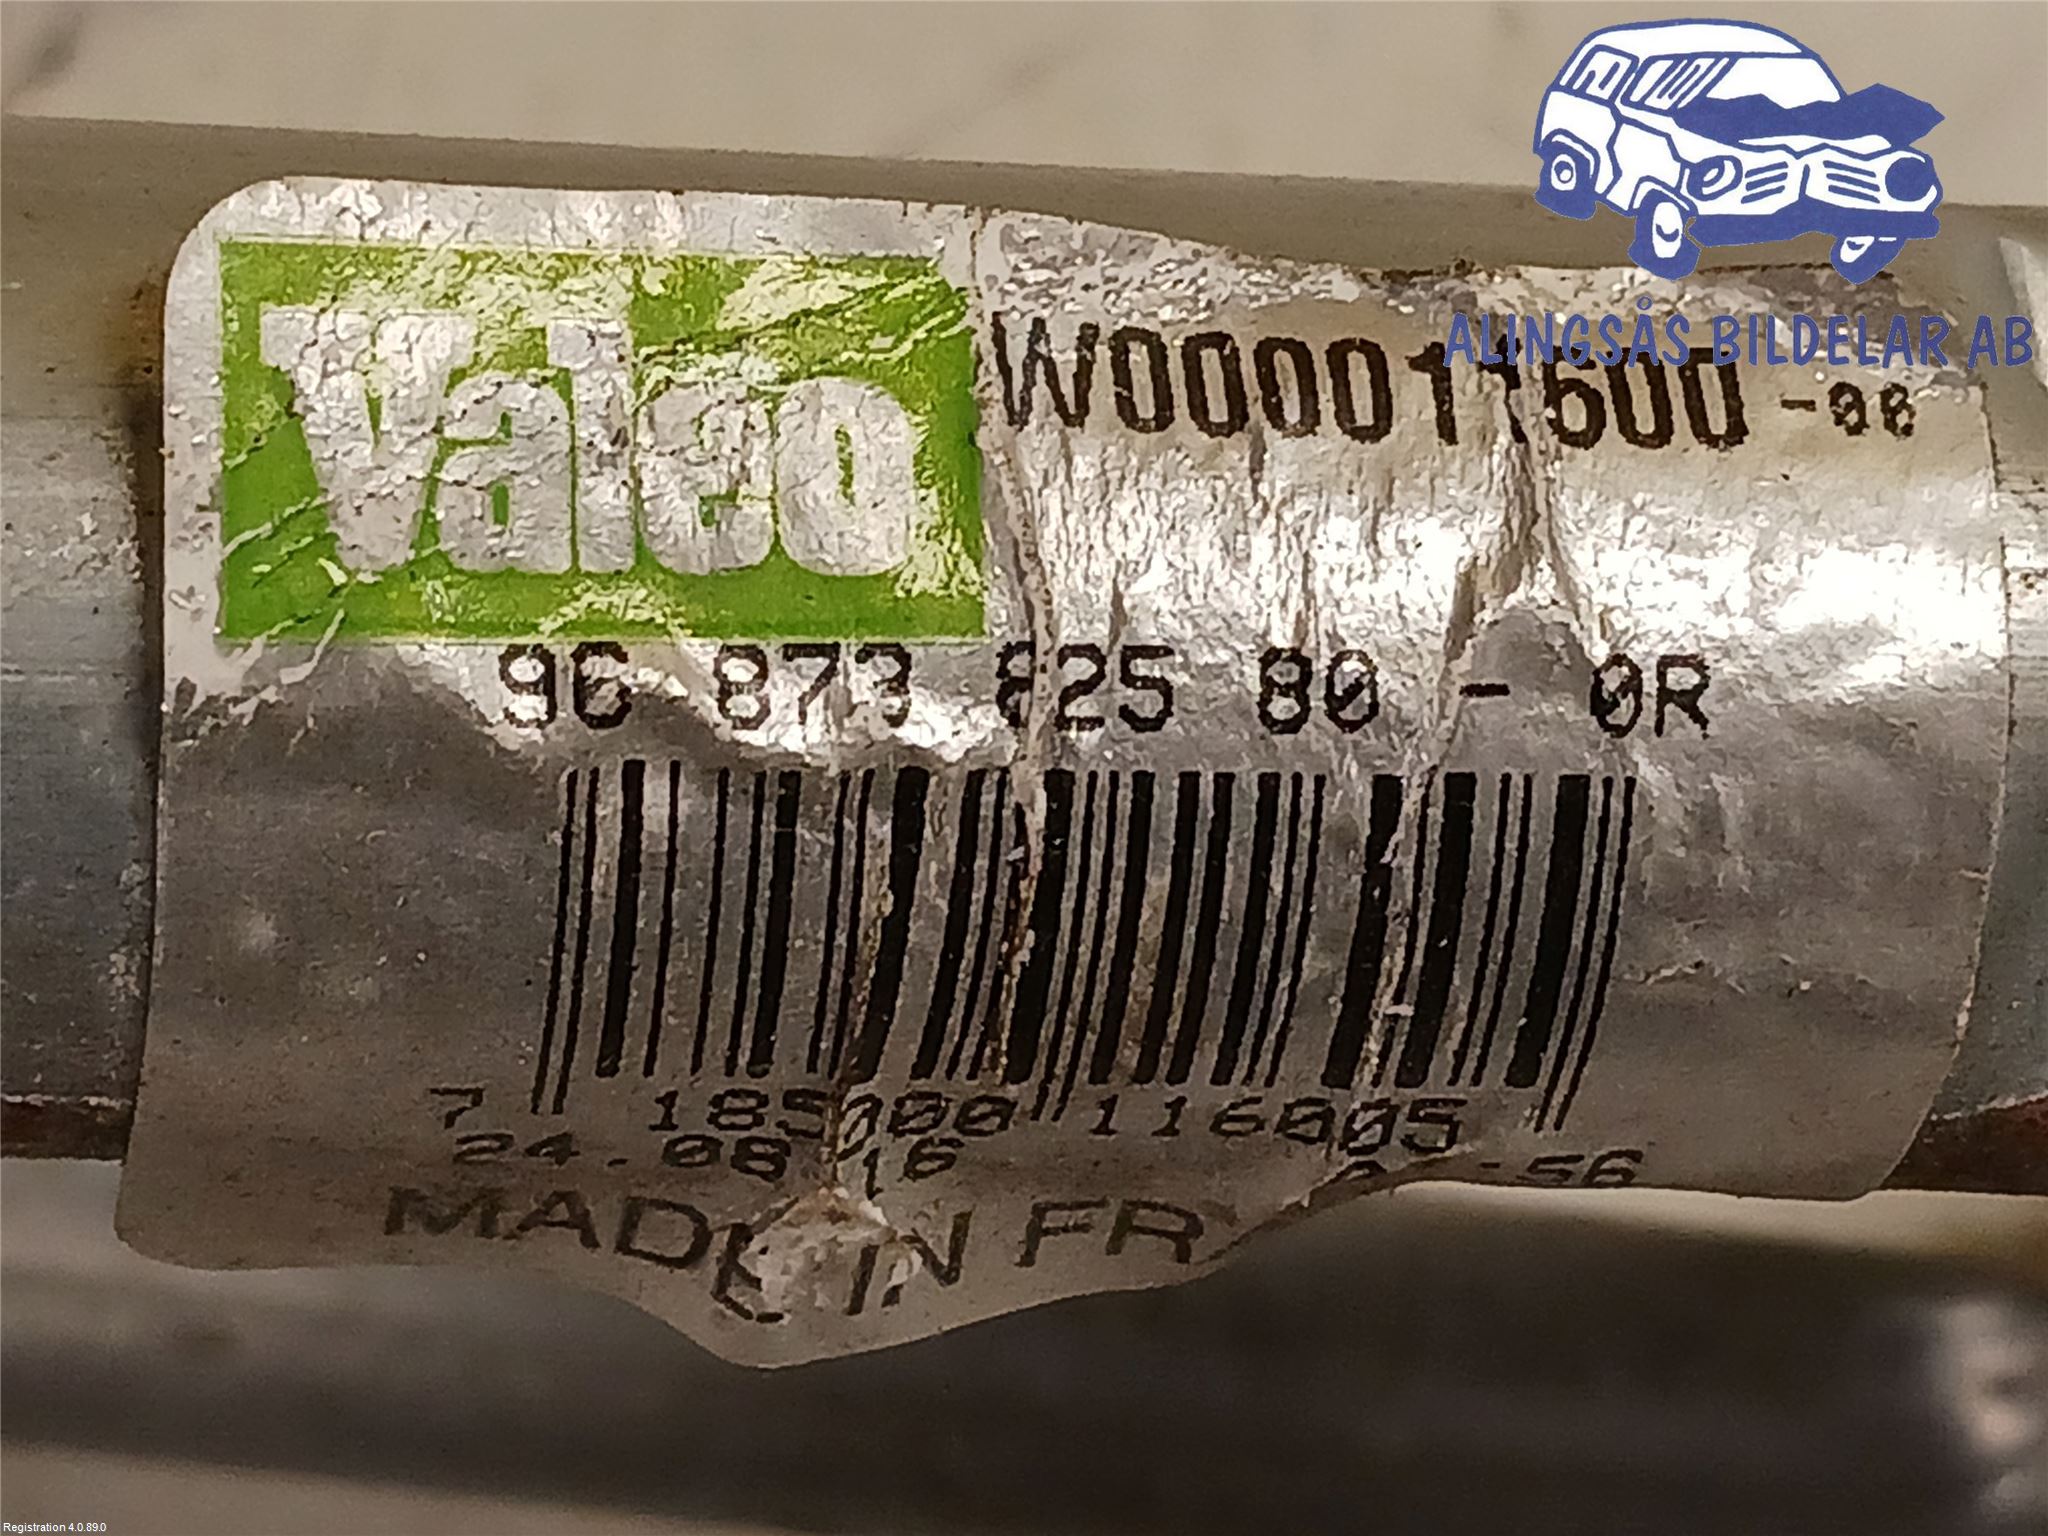 ALINGSÅS BILDELAR AB
Valeo
W000011600 -00
96 873 825 80 - 0R
7 185000 116005
24.08 16 -56
MADE IN FR
Registration 4.0.89.0